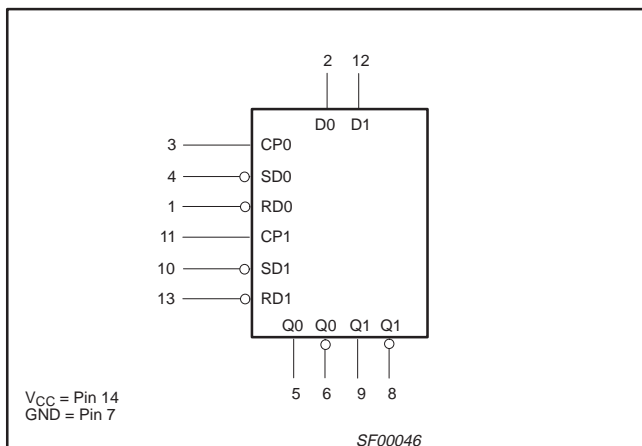 2 12
D0 D1
3 CP0
4 SD0
1 RD0
11 CP1
10 SD1
13 RD1
Q0 Q0 Q1 Q1
5 6 9 8
VCC = Pin 14
GND = Pin 7
SF00046